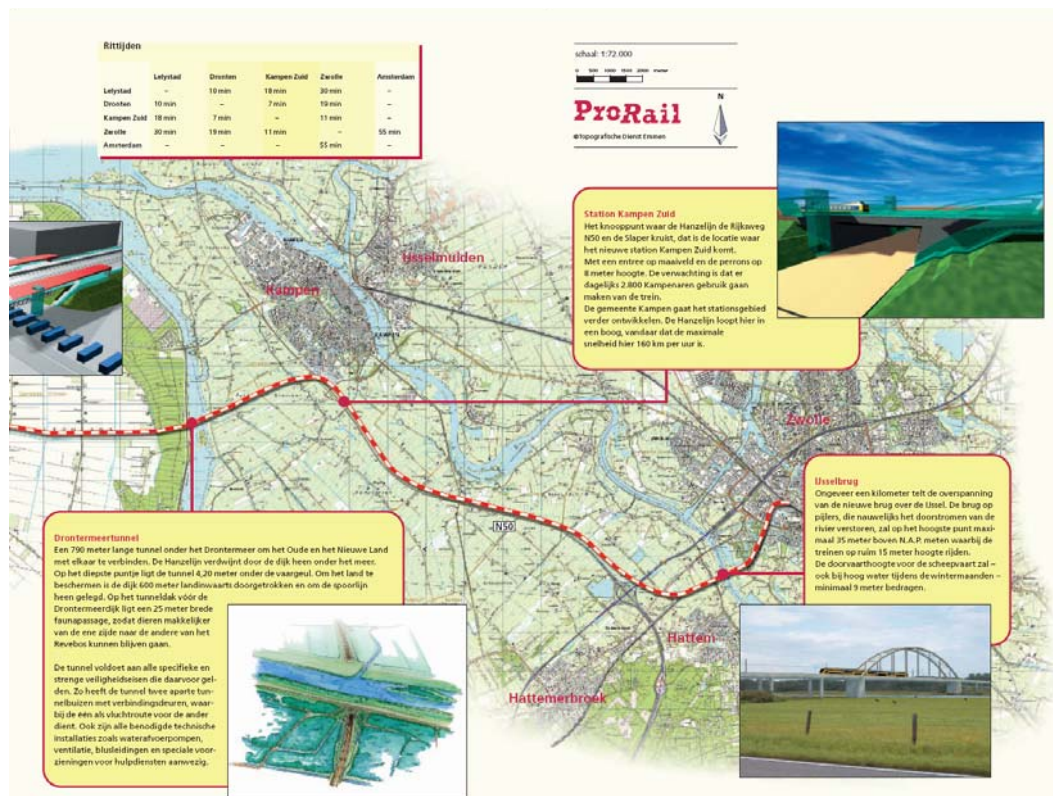 Rittijden
Lelystad Dronten Kampen Zuid Zwolle Amsterdam
Lelystad – 10 min 18 min 30 min –
Dronten 10 min – 7 min 19 min –
Kampen Zuid 18 min 7 min – 11 min –
Zwolle 30 min 19 min 11 min – 55 min
Amsterdam – – – 55 min –
schaal: 1:72.000
0 500 1000 1500 2000 meter
ProRail
N
©Topografische Dienst Emmen
Station Kampen Zuid
Het knooppunt waar de Hanzelijn de Rijksweg
N50 en de Slaper kruist, dat is de locatie waar
het nieuwe station Kampen Zuid komt.
Met een entree op maaiveld en de perrons op
8 meter hoogte. De verwachting is dat er
dagelijks 2.800 Kampenaren gebruik gaan
maken van de trein.
De gemeente Kampen gaat het stationsgebied
verder ontwikkelen. De Hanzelijn loopt hier in
een boog, vandaar dat de maximale
snelheid hier 160 km per uur is.
IJsselmuiden
Kampen
Zwolle
N50
Hattem
Hattemerbroek
IJsselbrug
Ongeveer een kilometer telt de overspanning
van de nieuwe brug over de IJssel. De brug op
pijlers, die nauwelijks het doorstromen van de
rivier verstoren, zal op het hoogste punt maxi-
maal 35 meter boven N.A.P. meten waarbij de
treinen op ruim 15 meter hoogte rijden.
De doorvaarthoogte voor de scheepvaart zal –
ook bij hoog water tijdens de wintermaanden –
minimaal 9 meter bedragen.
Drontermeertunnel
Een 790 meter lange tunnel onder het Drontermeer om het Oude en het Nieuwe Land
met elkaar te verbinden. De Hanzelijn verdwijnt door de dijk heen onder het meer.
Op het diepste puntje ligt de tunnel 4,20 meter onder de vaargeul. Om het land te
beschermen is de dijk 600 meter landinwaarts doorgetrokken en om de spoorlijn
heen gelegd. Op het tunneldak vóór de
Drontermeerdijk ligt een 25 meter brede
faunapassage, zodat dieren makkelijker
van de ene zijde naar de andere van het
Revebos kunnen blijven gaan.
De tunnel voldoet aan alle specifieke en
strenge veiligheidseisen die daarvoor gel-
den. Zo heeft de tunnel twee aparte tun-
nelbuizen met verbindingsdeuren, waar-
bij de één als vluchtroute voor de ander
dient. Ook zijn alle benodigde technische
installaties zoals waterafvoerpompen,
ventilatie, blusleidingen en speciale voor-
zieningen voor hulpdiensten aanwezig.